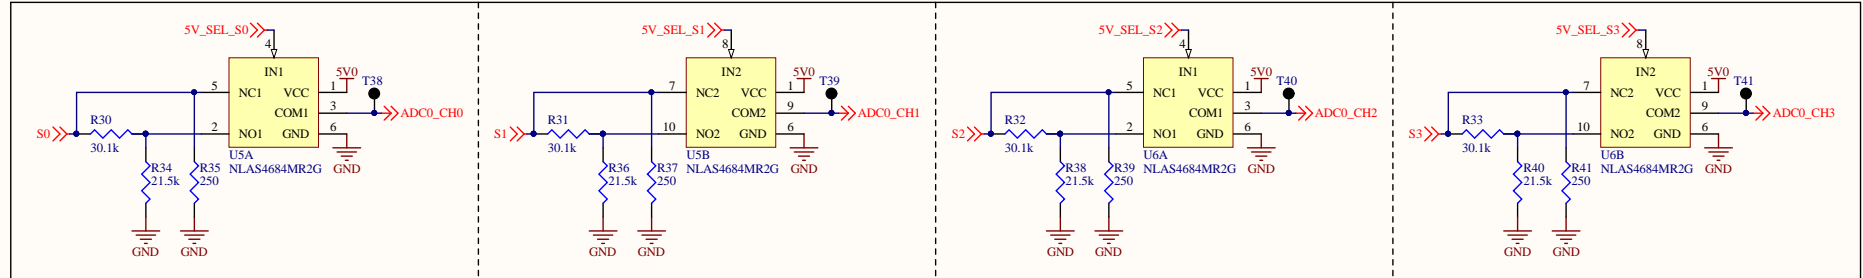 5V_SEL_S0
4
IN1
5 NC1 VCC 1 5V0 T38
COM1 3 ADC0_CH0
S0 R30 30.1k 2 NO1 GND 6
U5A
NLAS4684MR2G
R34
21.5k
R35
250
GND
GND
GND
5V_SEL_S1
8
IN2
7 NC2 VCC 1 5V0 T39
COM2 9 ADC0_CH1
S1 R31 30.1k 10 NO2 GND 6
U5B
NLAS4684MR2G
R36
21.5k
R37
250
GND
GND
GND
5V_SEL_S2
4
IN1
5 NC1 VCC 1 5V0 T40
COM1 3 ADC0_CH2
S2 R32 30.1k 2 NO1 GND 6
U6A
NLAS4684MR2G
R38
21.5k
R39
250
GND
GND
GND
5V_SEL_S3
8
IN2
7 NC2 VCC 1 5V0 T41
COM2 9 ADC0_CH3
S3 R33 30.1k 10 NO2 GND 6
U6B
NLAS4684MR2G
R40
21.5k
R41
250
GND
GND
GND